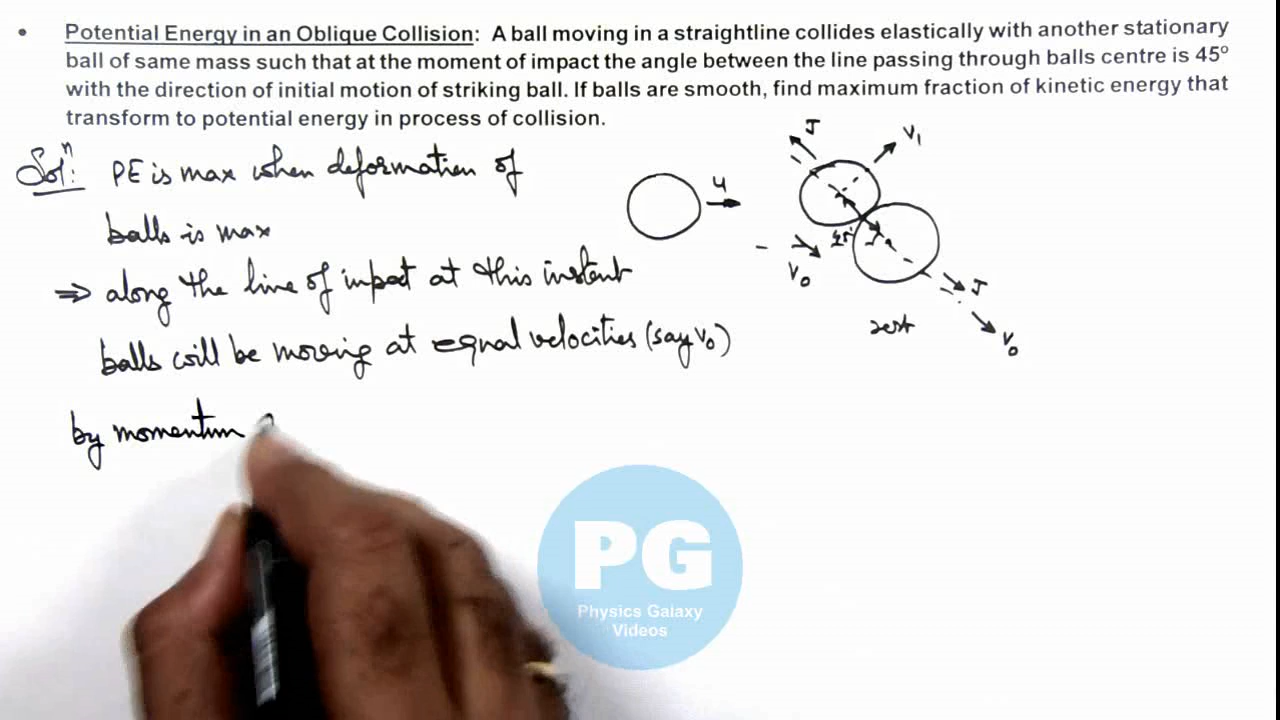 • Potential Energy in an Oblique Collision: A ball moving in a straightline collides elastically with another stationary
ball of same mass such that at the moment of impact the angle between the line passing through balls centre is 45º
with the direction of initial motion of striking ball. If balls are smooth, find maximum fraction of kinetic energy that
transform to potential energy in process of collision.
Solⁿ: PE is max when deformation of
balls is max
⇒ along the line of impact at this instant
balls will be moving at equal velocities (say v₀)
by momentum
u
J
v₁
45°
v₀
J
rest
v₀
PG
Physics Galaxy
Videos